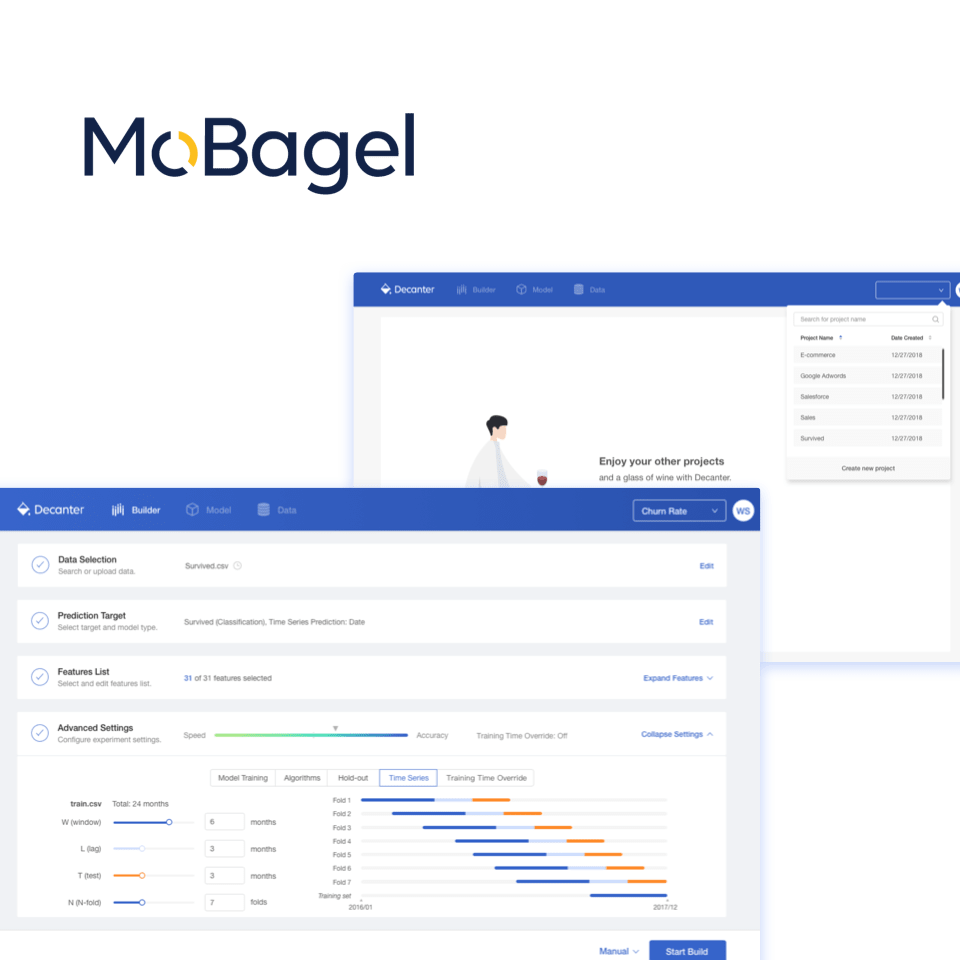 MoBagel
Decanter Builder Model Data
Search for project name
Project Name Date Created
E-commerce 12/27/2018
Google Adwords 12/27/2018
Salesforce 12/27/2018
Sales 12/27/2018
Survived 12/27/2018
Create new project
Enjoy your other projects
and a glass of wine with Decanter.
Decanter Builder Model Data Churn Rate WS
Data Selection
Search or upload data.
Survived.csv
Edit
Prediction Target
Select target and model type.
Survived (Classification), Time Series Prediction: Date
Edit
Features List
Select and edit features list.
31 of 31 features selected
Expand Features
Advanced Settings
Configure experiment settings.
Speed Accuracy
Training Time Override: Off
Collapse Settings
Model Training Algorithms Hold-out Time Series Training Time Override
train.csv Total: 24 months
W (window) 6 months
L (lag) 3 months
T (test) 3 months
N (N-fold) 7 folds
Fold 1
Fold 2
Fold 3
Fold 4
Fold 5
Fold 6
Fold 7
Training set
2016/01 2017/12
Manual Start Build